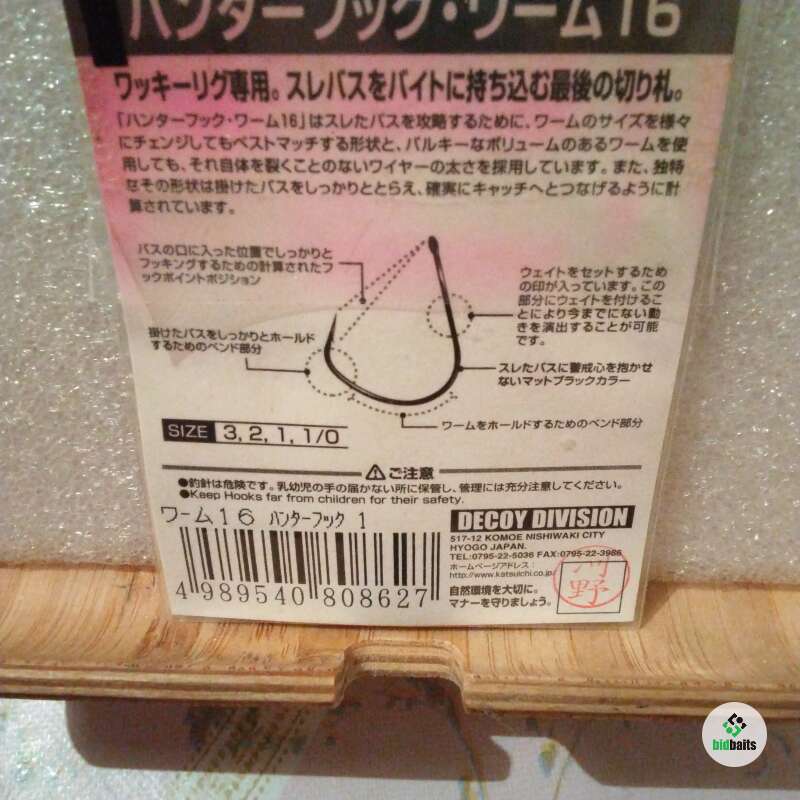 ハンターフック・ワーム16
ワッキーリグ専用。スレバスをバイトに持ち込む最後の切り札。
「ハンターフック・ワーム16」はスレたバスを攻略するために、ワームのサイズを様々
にチェンジしてもベストマッチする形状と、バルキーなボリュームのあるワームを使
用しても、それ自体を裂くことのないワイヤーの太さを採用しています。また、独特
なその形状は掛けたバスをしっかりととらえ、確実にキャッチへとつなげるように計
算されています。
バスの口に入った位置でしっかりと
フッキングするための計算されたフ
ックポイントポジション
ウェイトをセットするため
の印が入っています。この
部分にウェイトを付けるこ
とにより今までにない動
きを演出することが可能
です。
掛けたバスをしっかりとホールド
するためのベンド部分
スレたバスに警戒心を抱かせ
ないマットブラックカラー
ワームをホールドするためのベンド部分
SIZE 3, 2, 1, 1/0
ご注意
●釣針は危険です。乳幼児の手の届かない所に保管し、管理には充分注意してください。
●Keep Hooks far from children for their safety.
ワーム16 ハンターフック 1
4 989540 808627
DECOY DIVISION
517-12 KOMOE NISHIWAKI CITY
HYOGO JAPAN.
TEL:0795-22-5036 FAX:0795-22-3986
ホームページアドレス：
http://www.katsuichi.co.jp
自然環境を大切に。
マナーを守りましょう。
河野
bidbaits